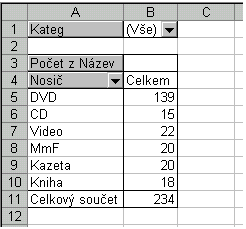 A B C
1 Kateg (Vše)
2
3 Počet z Název
4 Nosič Celkem
5 DVD 139
6 CD 15
7 Video 22
8 MmF 20
9 Kazeta 20
10 Kniha 18
11 Celkový součet 234
12